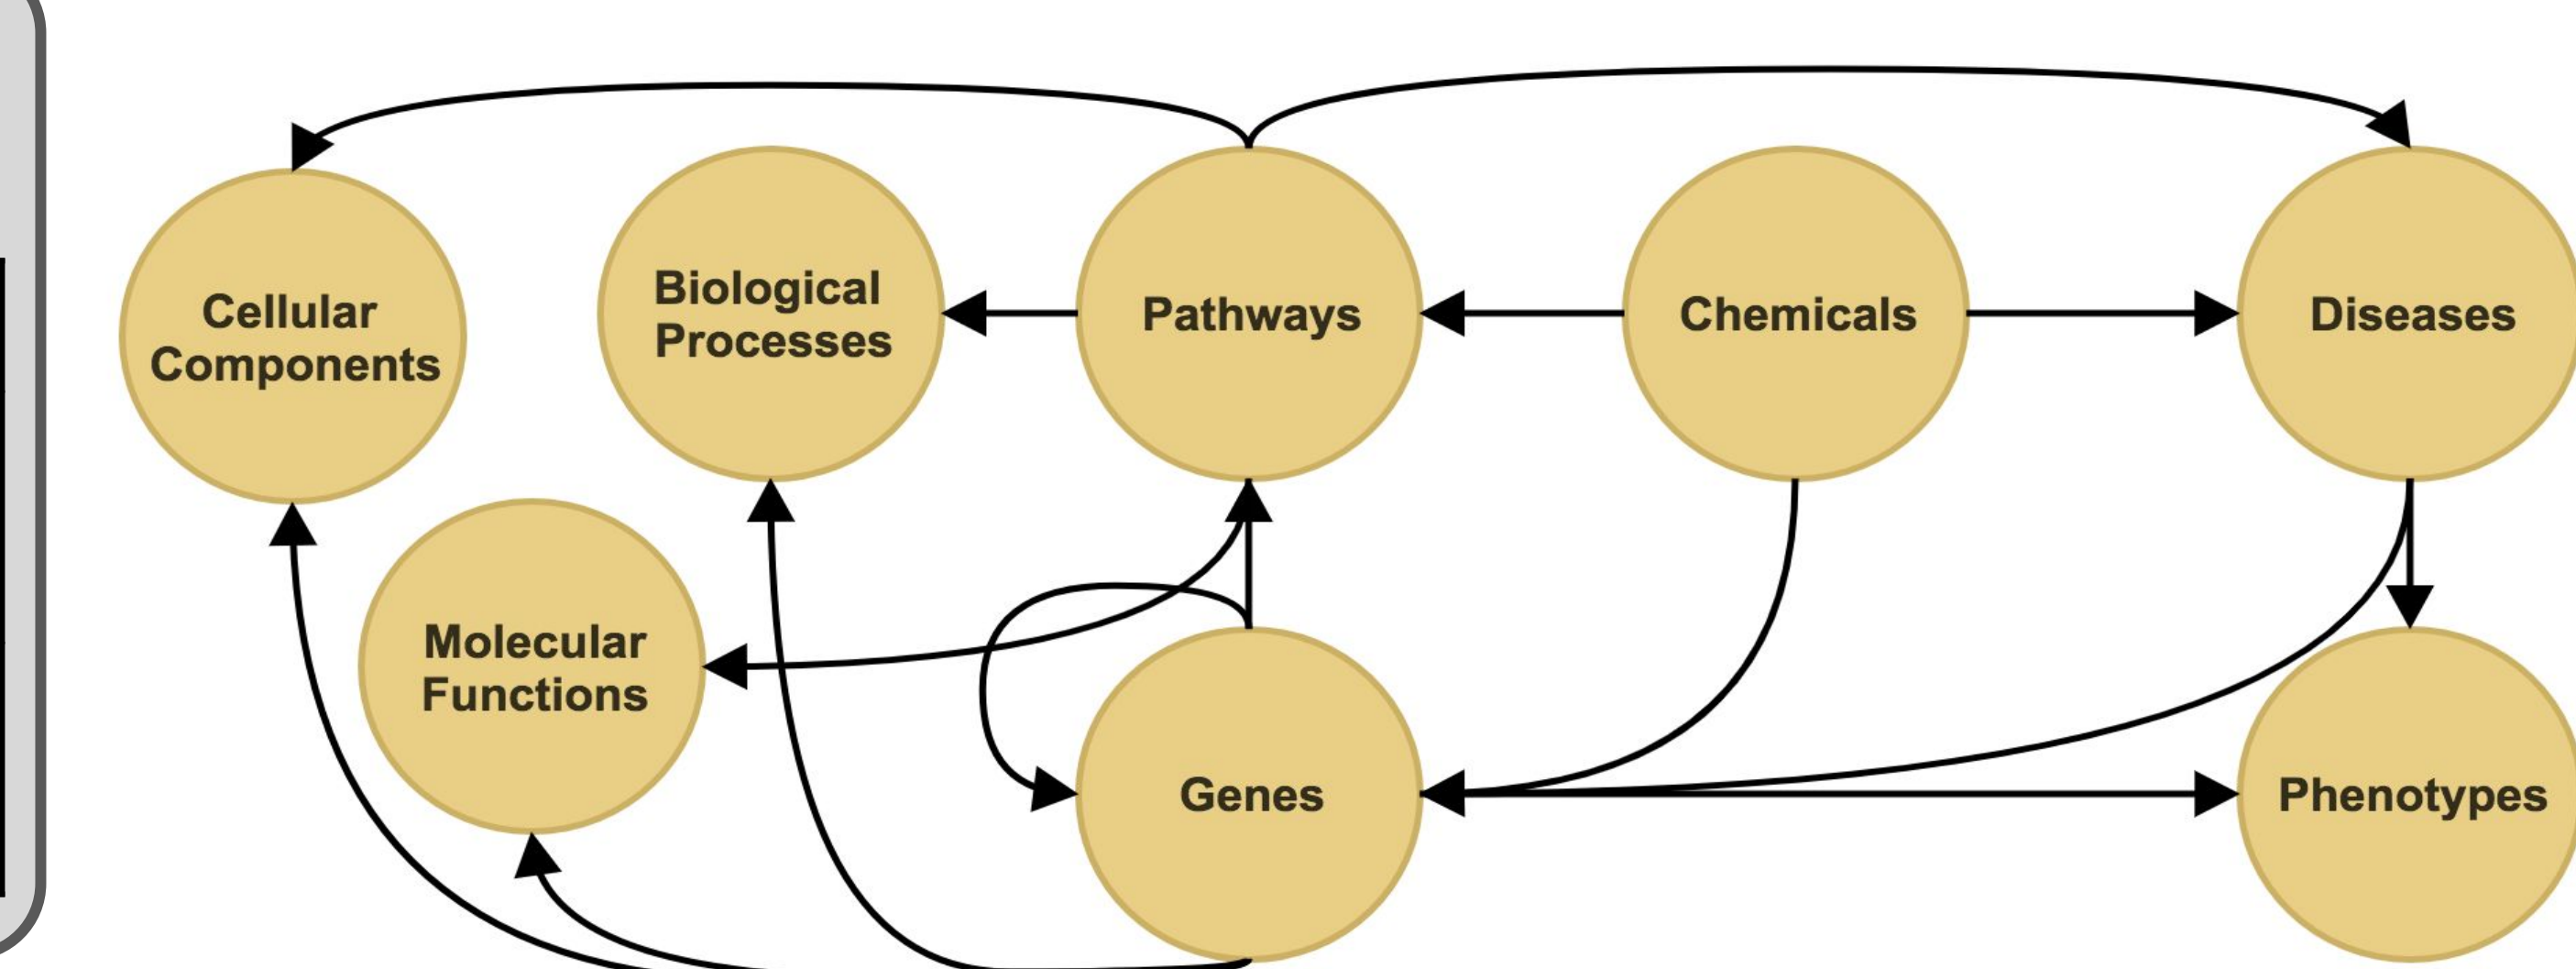 Cellular
Components
Biological
Processes
Pathways
Chemicals
Diseases
Molecular
Functions
Genes
Phenotypes